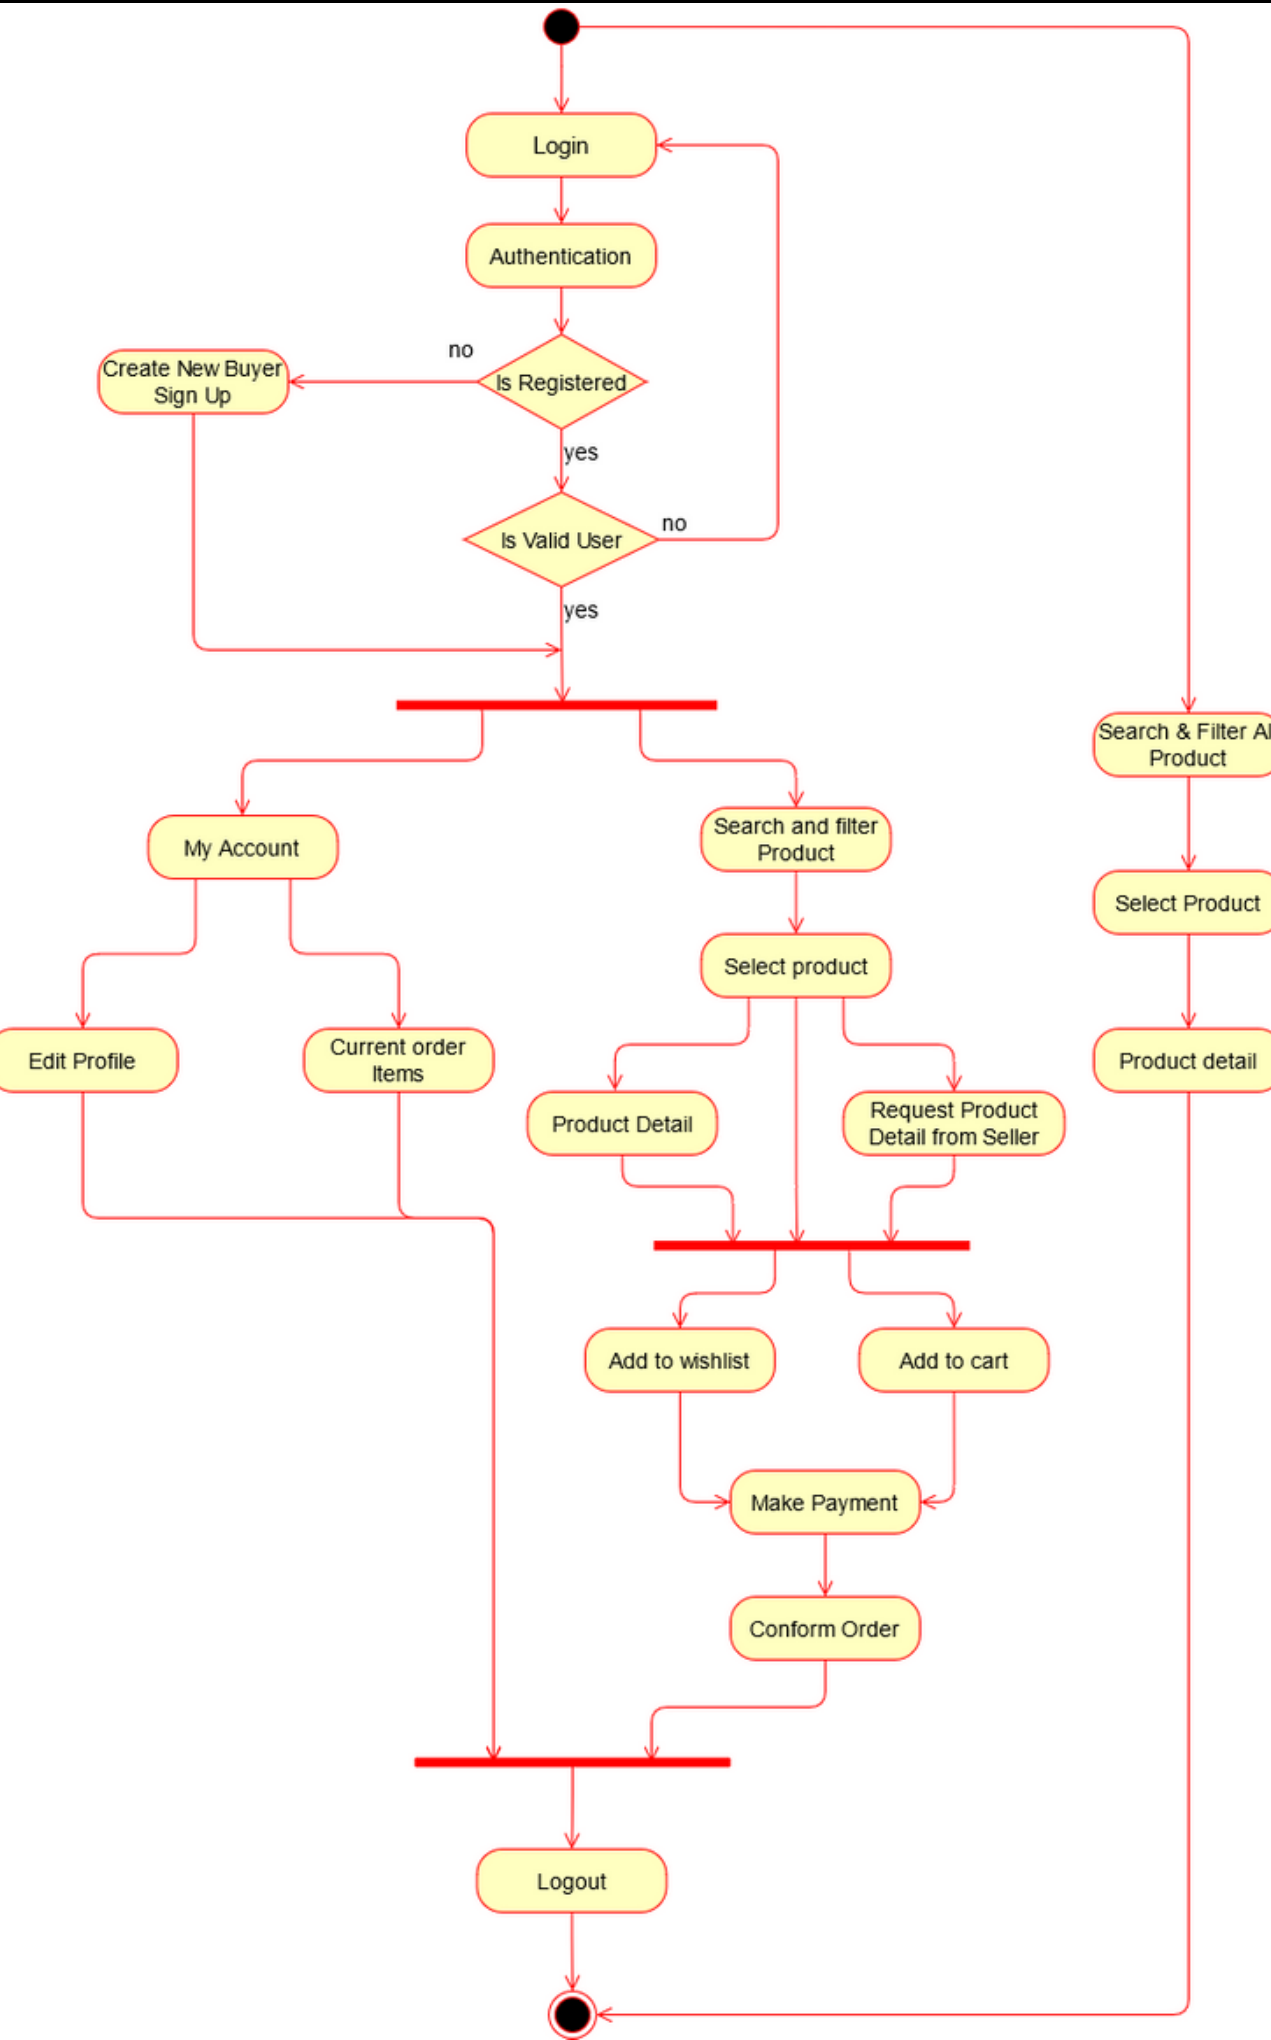 Login
Authentication
no
Create New Buyer
Sign Up
Is Registered
yes
no
Is Valid User
yes
Search & Filter Al
Product
My Account
Search and filter
Product
Select Product
Select product
Edit Profile
Current order
Items
Product detail
Product Detail
Request Product
Detail from Seller
Add to wishlist
Add to cart
Make Payment
Conform Order
Logout